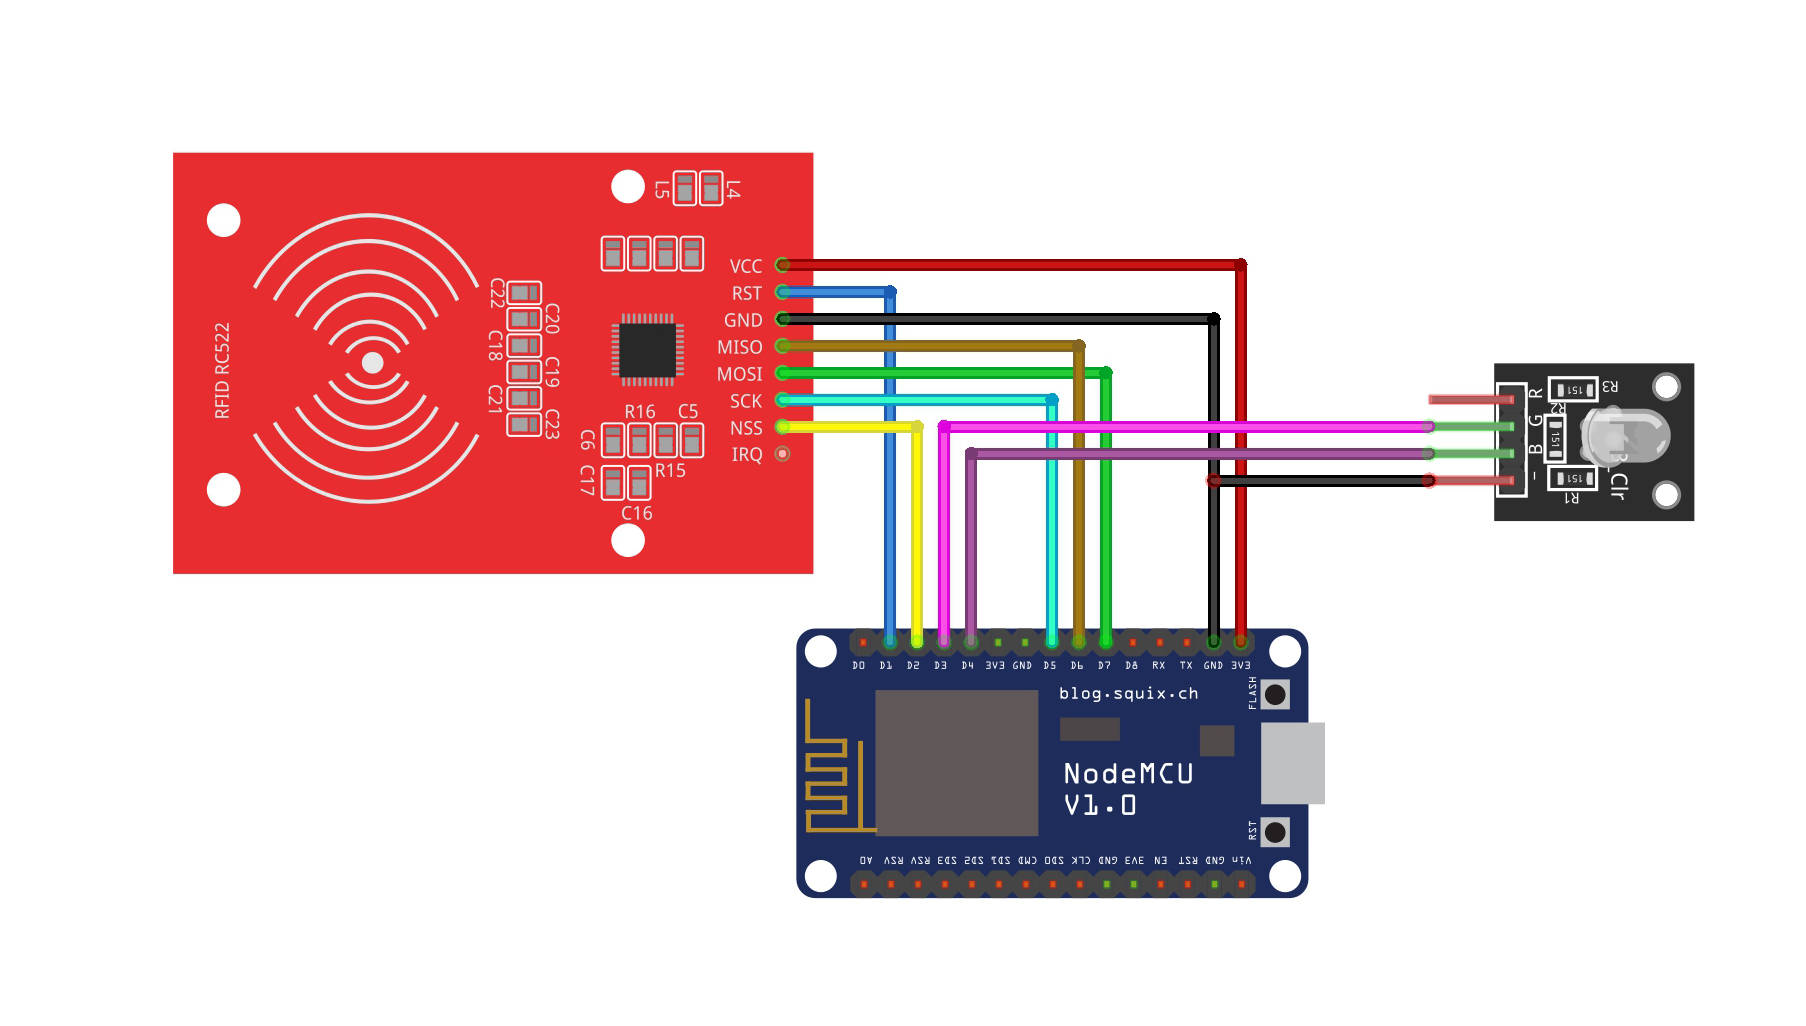 L5
L4
VCC
RST
GND
MISO
MOSI
SCK
NSS
IRQ
RFID RC522
C22
C20
C18
C19
C21
C23
R16 C5
C6
R15
C17
C16
R
G
B
-
R3
151
R2
151
151
R1
_Clr
D0 D1 D2 D3 D4 3V3 GND D5 D6 D7 D8 RX TX GND 3V3
blog.squix.ch
FLASH
NodeMCU
V1.0
RST
A0 RSV RSV SD3 SD2 SD1 CMD SD0 CLK GND 3V3 EN RST GND Vin